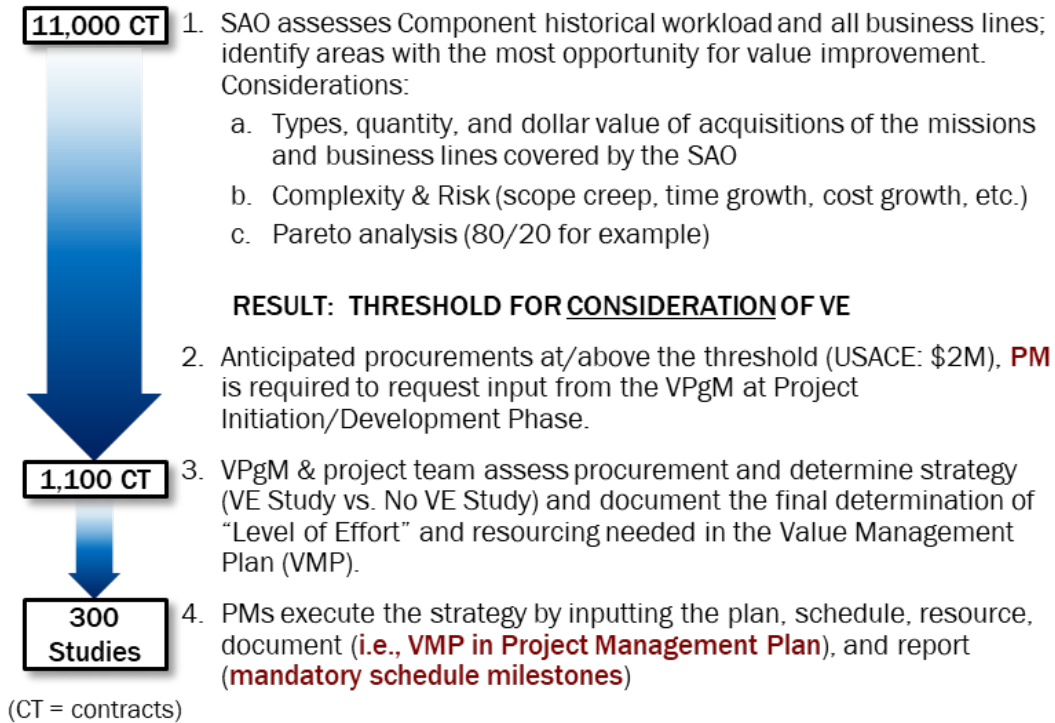 11,000 CT
1. SAO assesses Component historical workload and all business lines;
identify areas with the most opportunity for value improvement.
Considerations:
a. Types, quantity, and dollar value of acquisitions of the missions
and business lines covered by the SAO
b. Complexity & Risk (scope creep, time growth, cost growth, etc.)
c. Pareto analysis (80/20 for example)
RESULT: THRESHOLD FOR CONSIDERATION OF VE
2. Anticipated procurements at/above the threshold (USACE: $2M), PM
is required to request input from the VPgM at Project
Initiation/Development Phase.
1,100 CT
3. VPgM & project team assess procurement and determine strategy
(VE Study vs. No VE Study) and document the final determination of
“Level of Effort” and resourcing needed in the Value Management
Plan (VMP).
300
Studies
4. PMs execute the strategy by inputting the plan, schedule, resource,
document (i.e., VMP in Project Management Plan), and report
(mandatory schedule milestones)
(CT = contracts)